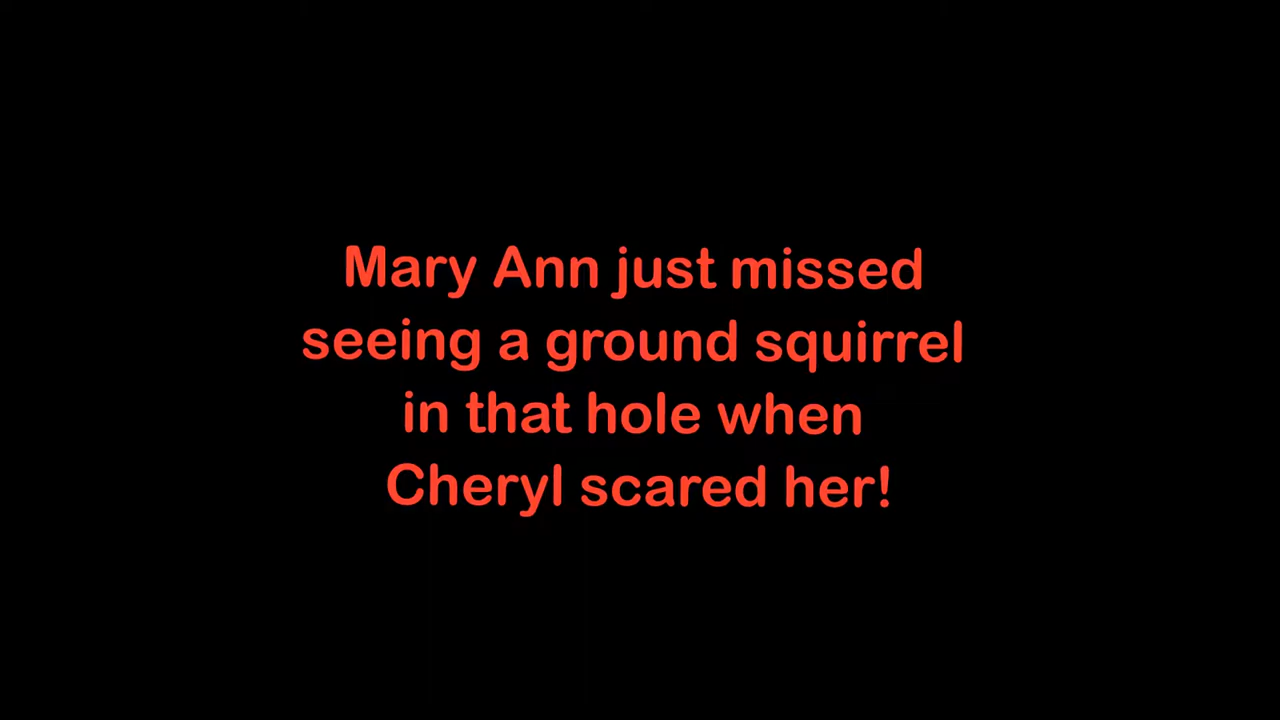 Mary Ann just missed
seeing a ground squirrel
in that hole when
Cheryl scared her!